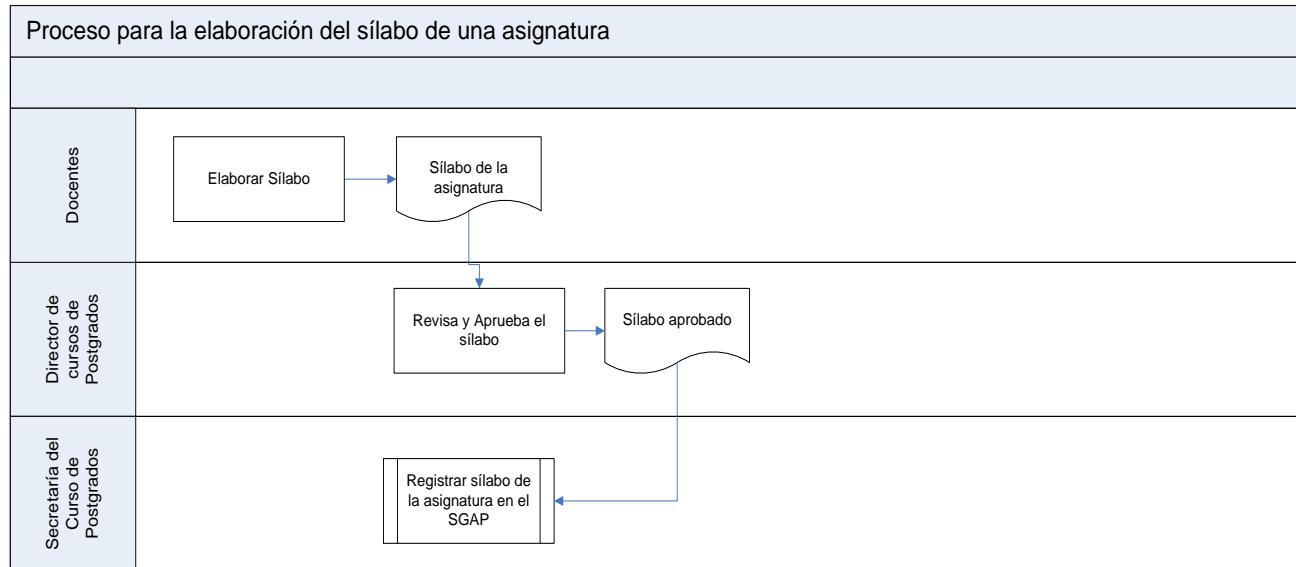 Proceso para la elaboración del sílabo de una asignatura
Docentes
Elaborar Sílabo
Sílabo de la
asignatura
Director de
cursos de
Postgrados
Revisa y Aprueba el
sílabo
Sílabo aprobado
Secretaría del
Curso de
Postgrados
Registrar sílabo de
la asignatura en el
SGAP